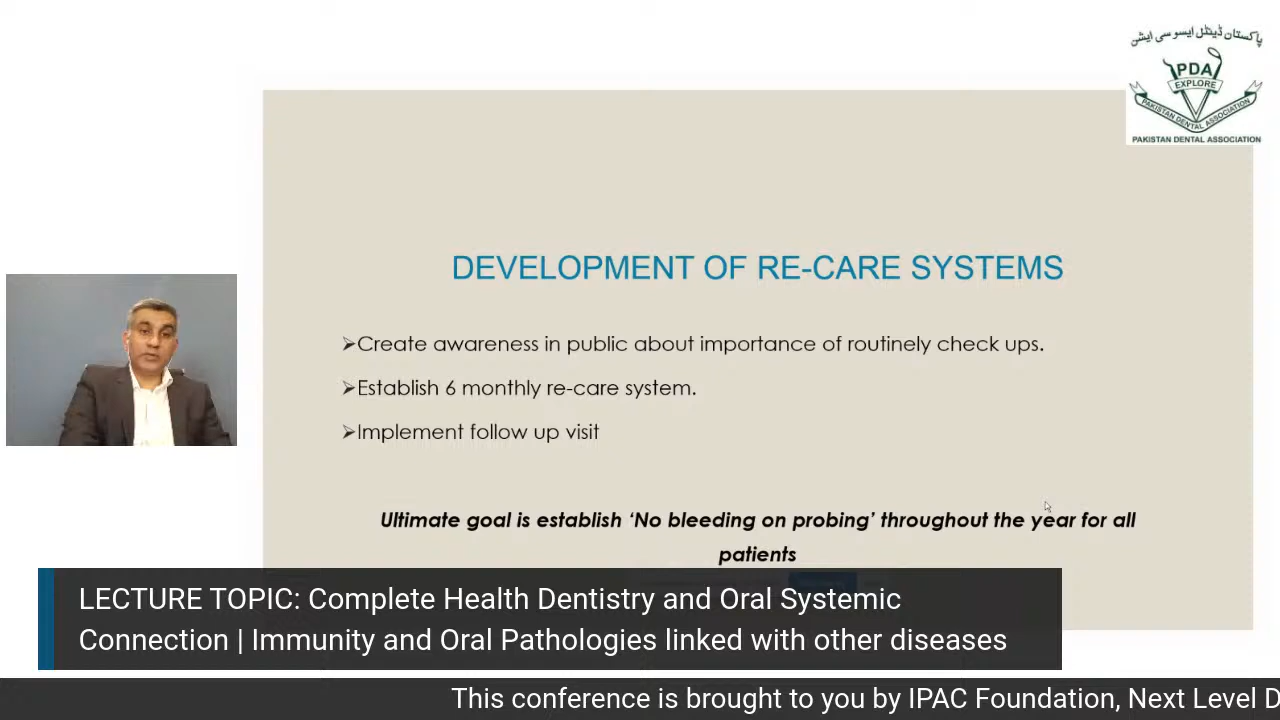 پاکستان ڈینٹل ایسوسی ایشن
PDA
EXPLORE
PAKISTAN DENTAL ASSOCIATION
PAKISTAN DENTAL ASSOCIATION
DEVELOPMENT OF RE-CARE SYSTEMS
➢Create awareness in public about importance of routinely check ups.
➢Establish 6 monthly re-care system.
➢Implement follow up visit
Ultimate goal is establish ‘No bleeding on probing’ throughout the year for all
patients
LECTURE TOPIC: Complete Health Dentistry and Oral Systemic
Connection | Immunity and Oral Pathologies linked with other diseases
This conference is brought to you by IPAC Foundation, Next Level D